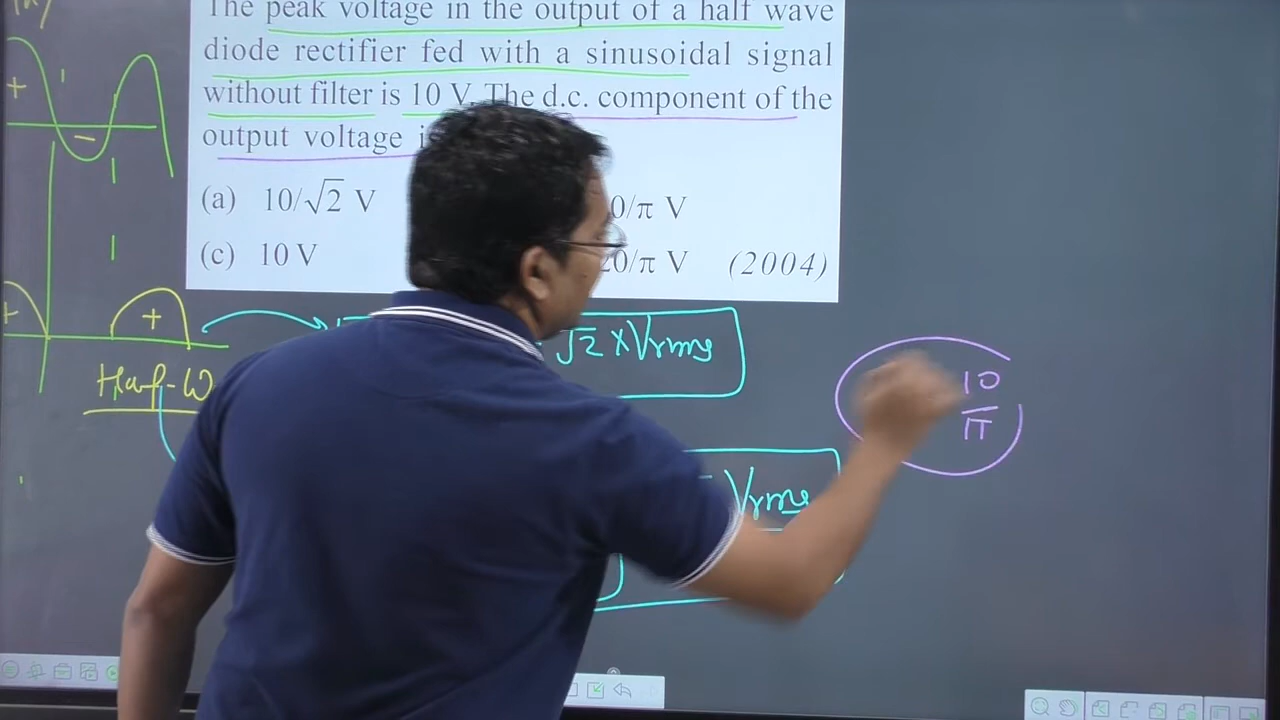 The peak voltage in the output of a half wave
diode rectifier fed with a sinusoidal signal
without filter is 10 V. The d.c. component of the
output voltage is
(a) 10/√2 V 0/π V
(c) 10 V 20/π V (2004)
+
−
+
+
√2 × Vrms
Half-W
10/π
Vrms